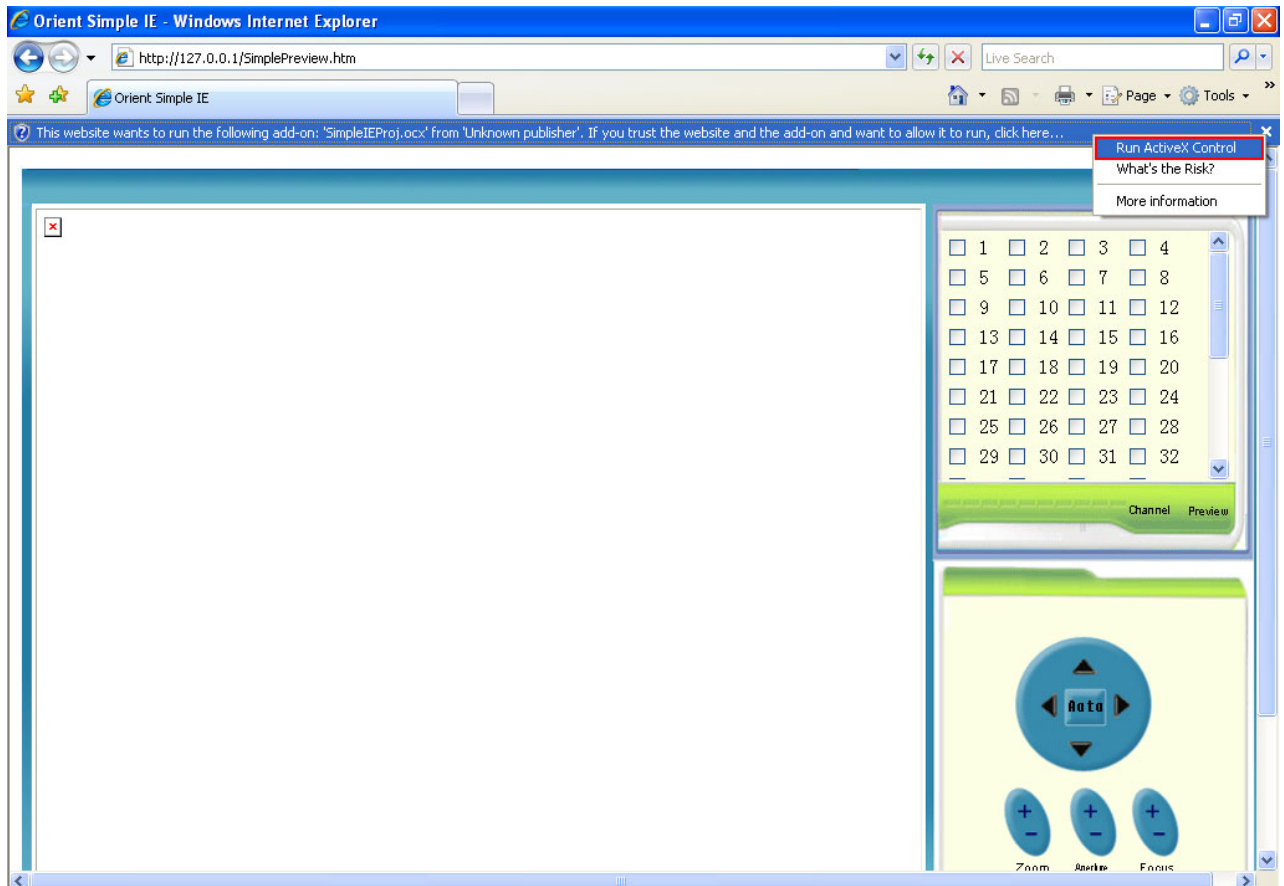 Orient Simple IE - Windows Internet Explorer
http://127.0.0.1/SimplePreview.htm
Live Search
Orient Simple IE
Page
Tools
This website wants to run the following add-on: 'SimpleIEProj.ocx' from 'Unknown publisher'. If you trust the website and the add-on and want to allow it to run, click here...
Run ActiveX Control
What's the Risk?
More information
1 2 3 4
5 6 7 8
9 10 11 12
13 14 15 16
17 18 19 20
21 22 23 24
25 26 27 28
29 30 31 32
Channel Preview
Aato
Zoom Aperture Focus